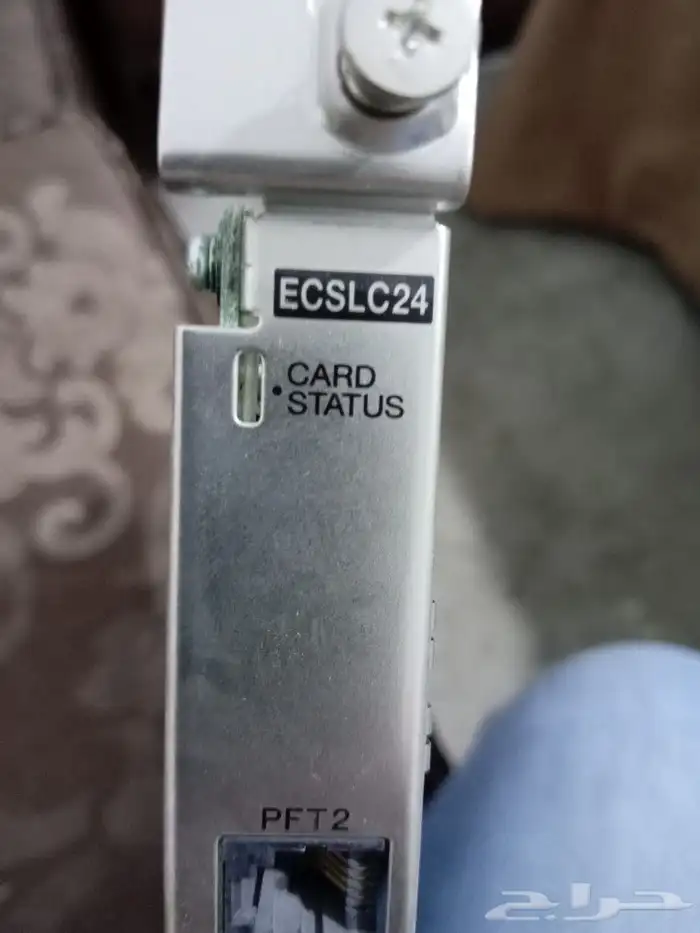 ECSLC24
CARD
STATUS
PFT2
حراج